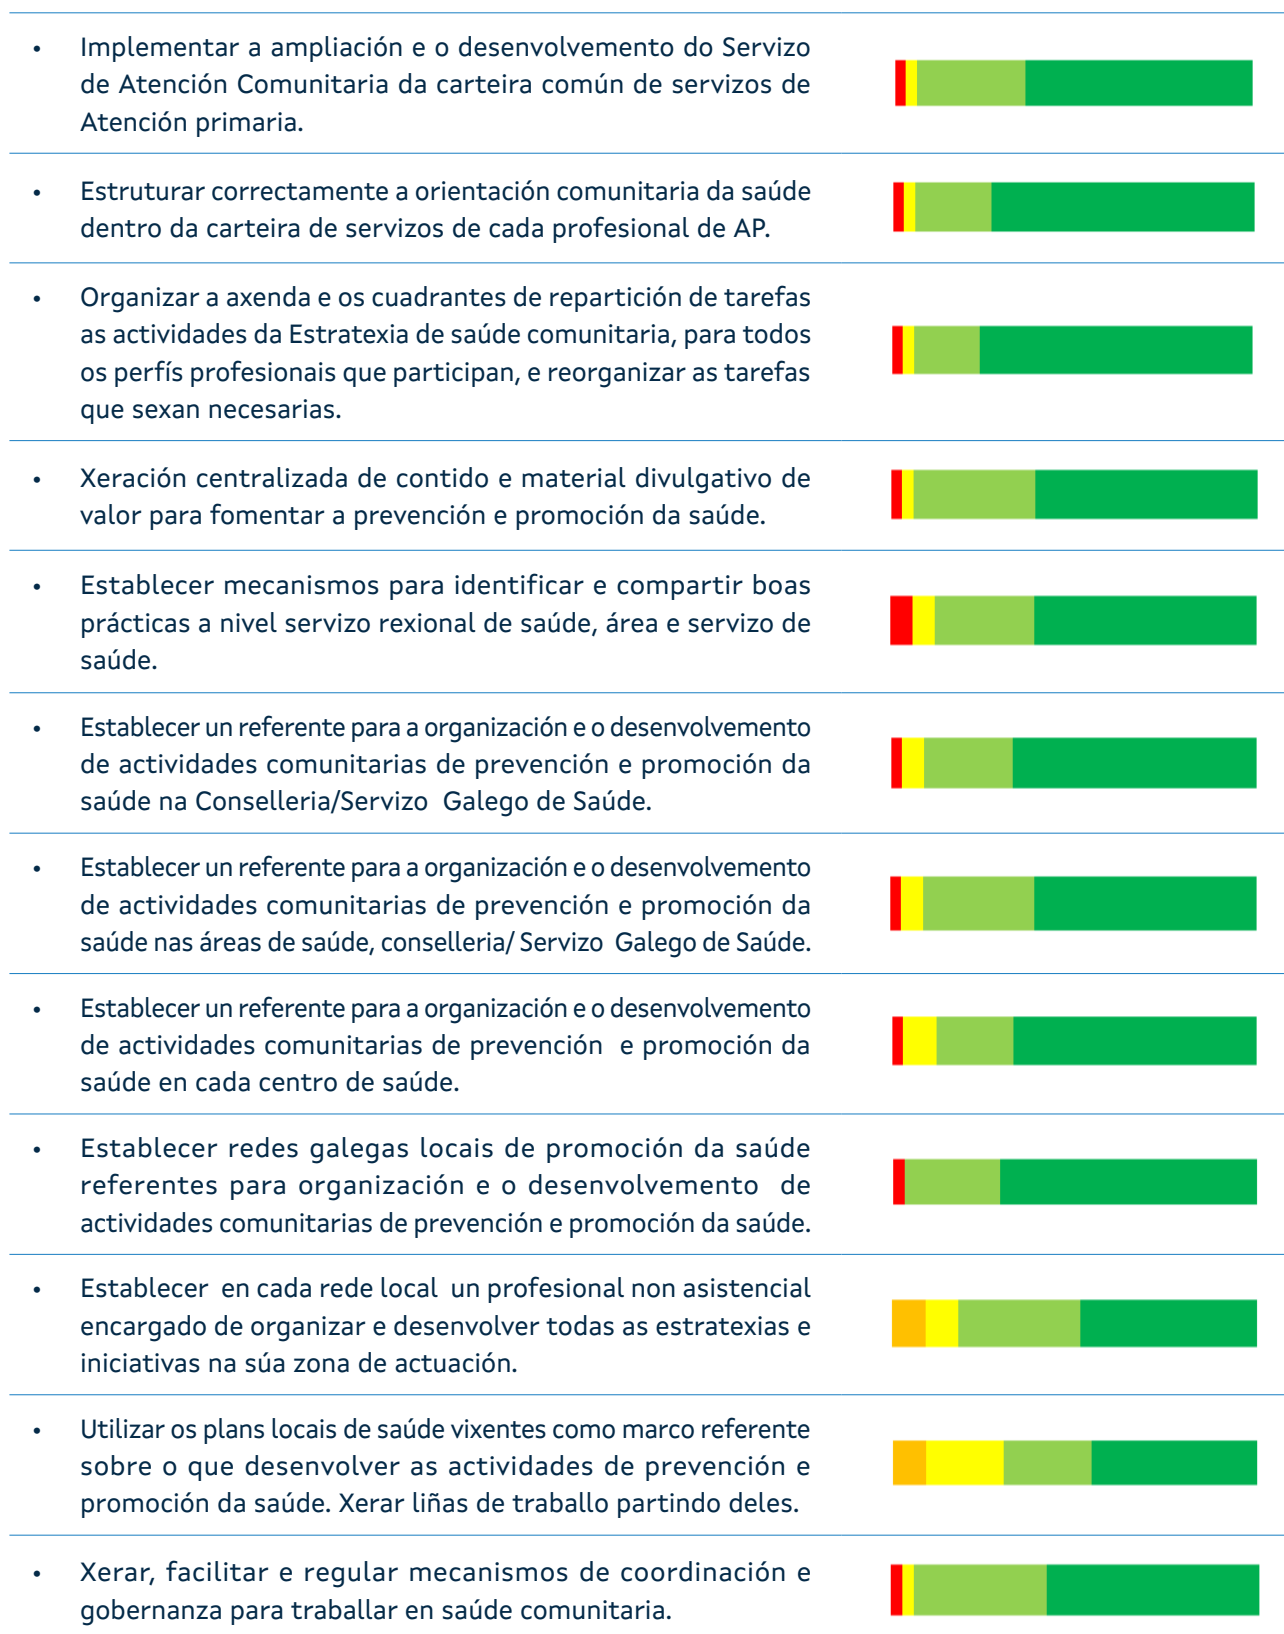 • Implementar a ampliación e o desenvolvemento do Servizo
de Atención Comunitaria da carteira común de servizos de
Atención primaria.
• Estruturar correctamente a orientación comunitaria da saúde
dentro da carteira de servizos de cada profesional de AP.
• Organizar a axenda e os cuadrantes de repartición de tarefas
as actividades da Estratexia de saúde comunitaria, para todos
os perfís profesionais que participan, e reorganizar as tarefas
que sexan necesarias.
• Xeración centralizada de contido e material divulgativo de
valor para fomentar a prevención e promoción da saúde.
• Establecer mecanismos para identificar e compartir boas
prácticas a nivel servizo rexional de saúde, área e servizo de
saúde.
• Establecer un referente para a organización e o desenvolvemento
de actividades comunitarias de prevención e promoción da
saúde na Conselleria/Servizo Galego de Saúde.
• Establecer un referente para a organización e o desenvolvemento
de actividades comunitarias de prevención e promoción da
saúde nas áreas de saúde, conselleria/ Servizo Galego de Saúde.
• Establecer un referente para a organización e o desenvolvemento
de actividades comunitarias de prevención e promoción da
saúde en cada centro de saúde.
• Establecer redes galegas locais de promoción da saúde
referentes para organización e o desenvolvemento de
actividades comunitarias de prevención e promoción da saúde.
• Establecer en cada rede local un profesional non asistencial
encargado de organizar e desenvolver todas as estratexias e
iniciativas na súa zona de actuación.
• Utilizar os plans locais de saúde vixentes como marco referente
sobre o que desenvolver as actividades de prevención e
promoción da saúde. Xerar liñas de traballo partindo deles.
• Xerar, facilitar e regular mecanismos de coordinación e
gobernanza para traballar en saúde comunitaria.